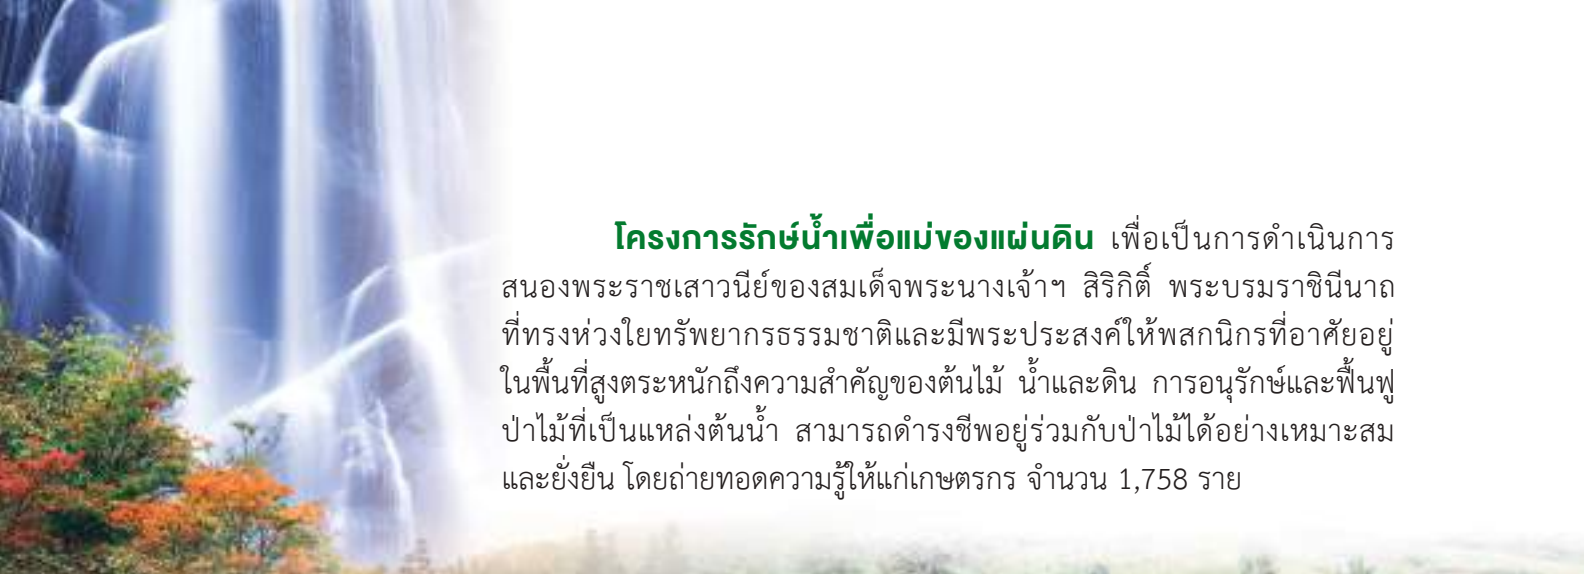 โครงการรักษ์น้ำเพื่อแม่ของแผ่นดิน เพื่อเป็นการดำเนินการ
สนองพระราชเสาวนีย์ของสมเด็จพระนางเจ้าฯ สิริกิติ์ พระบรมราชินีนาถ
ที่ทรงห่วงใยทรัพยากรธรรมชาติและมีพระประสงค์ให้พสกนิกรที่อาศัยอยู่
ในพื้นที่สูงตระหนักถึงความสำคัญของต้นไม้ น้ำและดิน การอนุรักษ์และฟื้นฟู
ป่าไม้ที่เป็นแหล่งต้นน้ำ สามารถดำรงชีพอยู่ร่วมกับป่าไม้ได้อย่างเหมาะสม
และยั่งยืน โดยถ่ายทอดความรู้ให้แก่เกษตรกร จำนวน 1,758 ราย